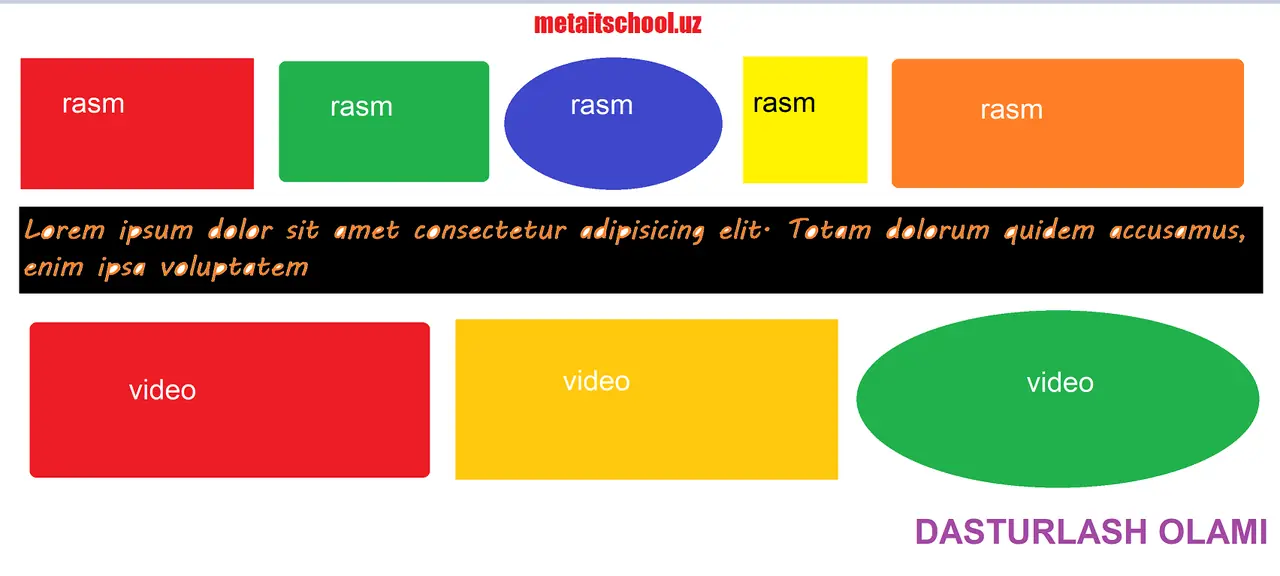 metaitschool.uz
rasm
rasm
rasm
rasm
rasm
Lorem ipsum dolor sit amet consectetur adipisicing elit. Totam dolorum quidem accusamus,
enim ipsa voluptatem
video
video
video
DASTURLASH OLAMI